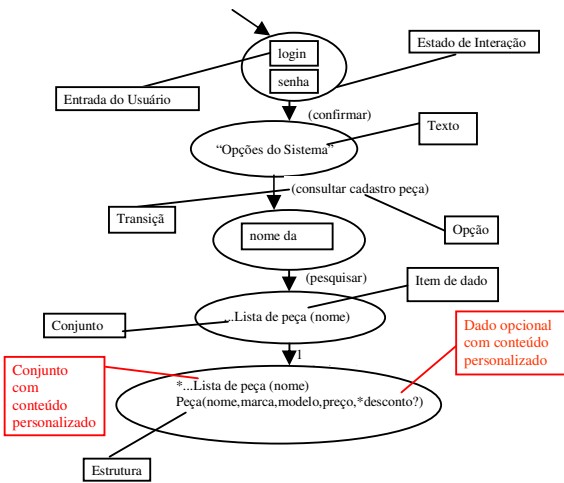 login
Estado de Interação
senha
Entrada do Usuário
(confirmar)
Texto
“Opções do Sistema”
(consultar cadastro peça)
Transiçã
Opção
nome da
(pesquisar)
Item de dado
...Lista de peça (nome)
Conjunto
Dado opcional
com conteúdo
personalizado
1
Conjunto
com
conteúdo
personalizado
*...Lista de peça (nome)
Peça(nome,marca,modelo,preço,*desconto?)
Estrutura